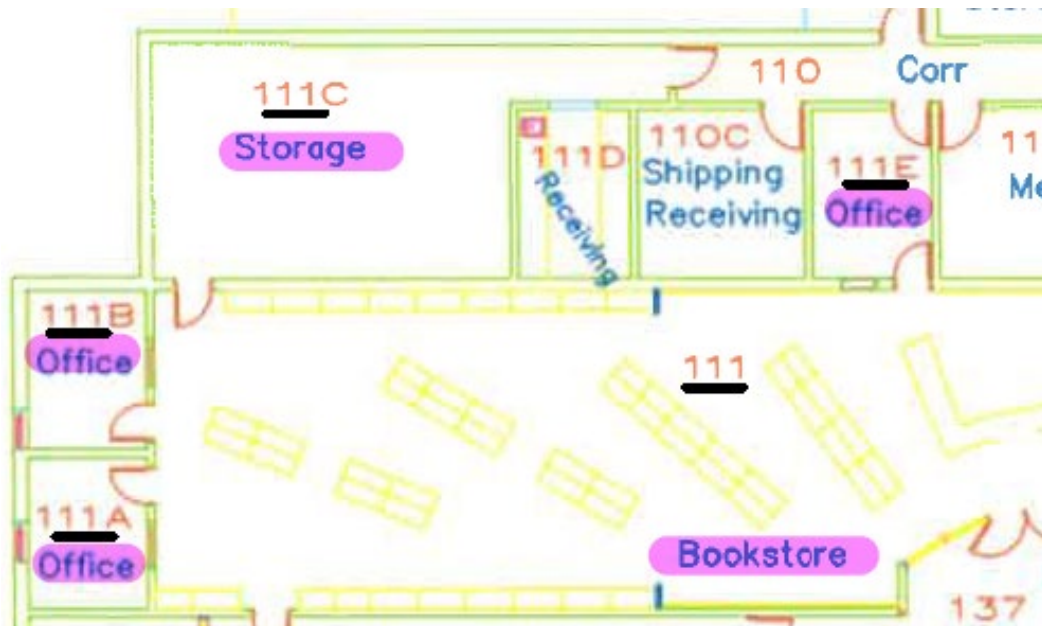 110 Corr
111C
Storage
111D
Receiving
110C
Shipping
Receiving
111E
Office
111B
Office
111
111A
Office
Bookstore
137